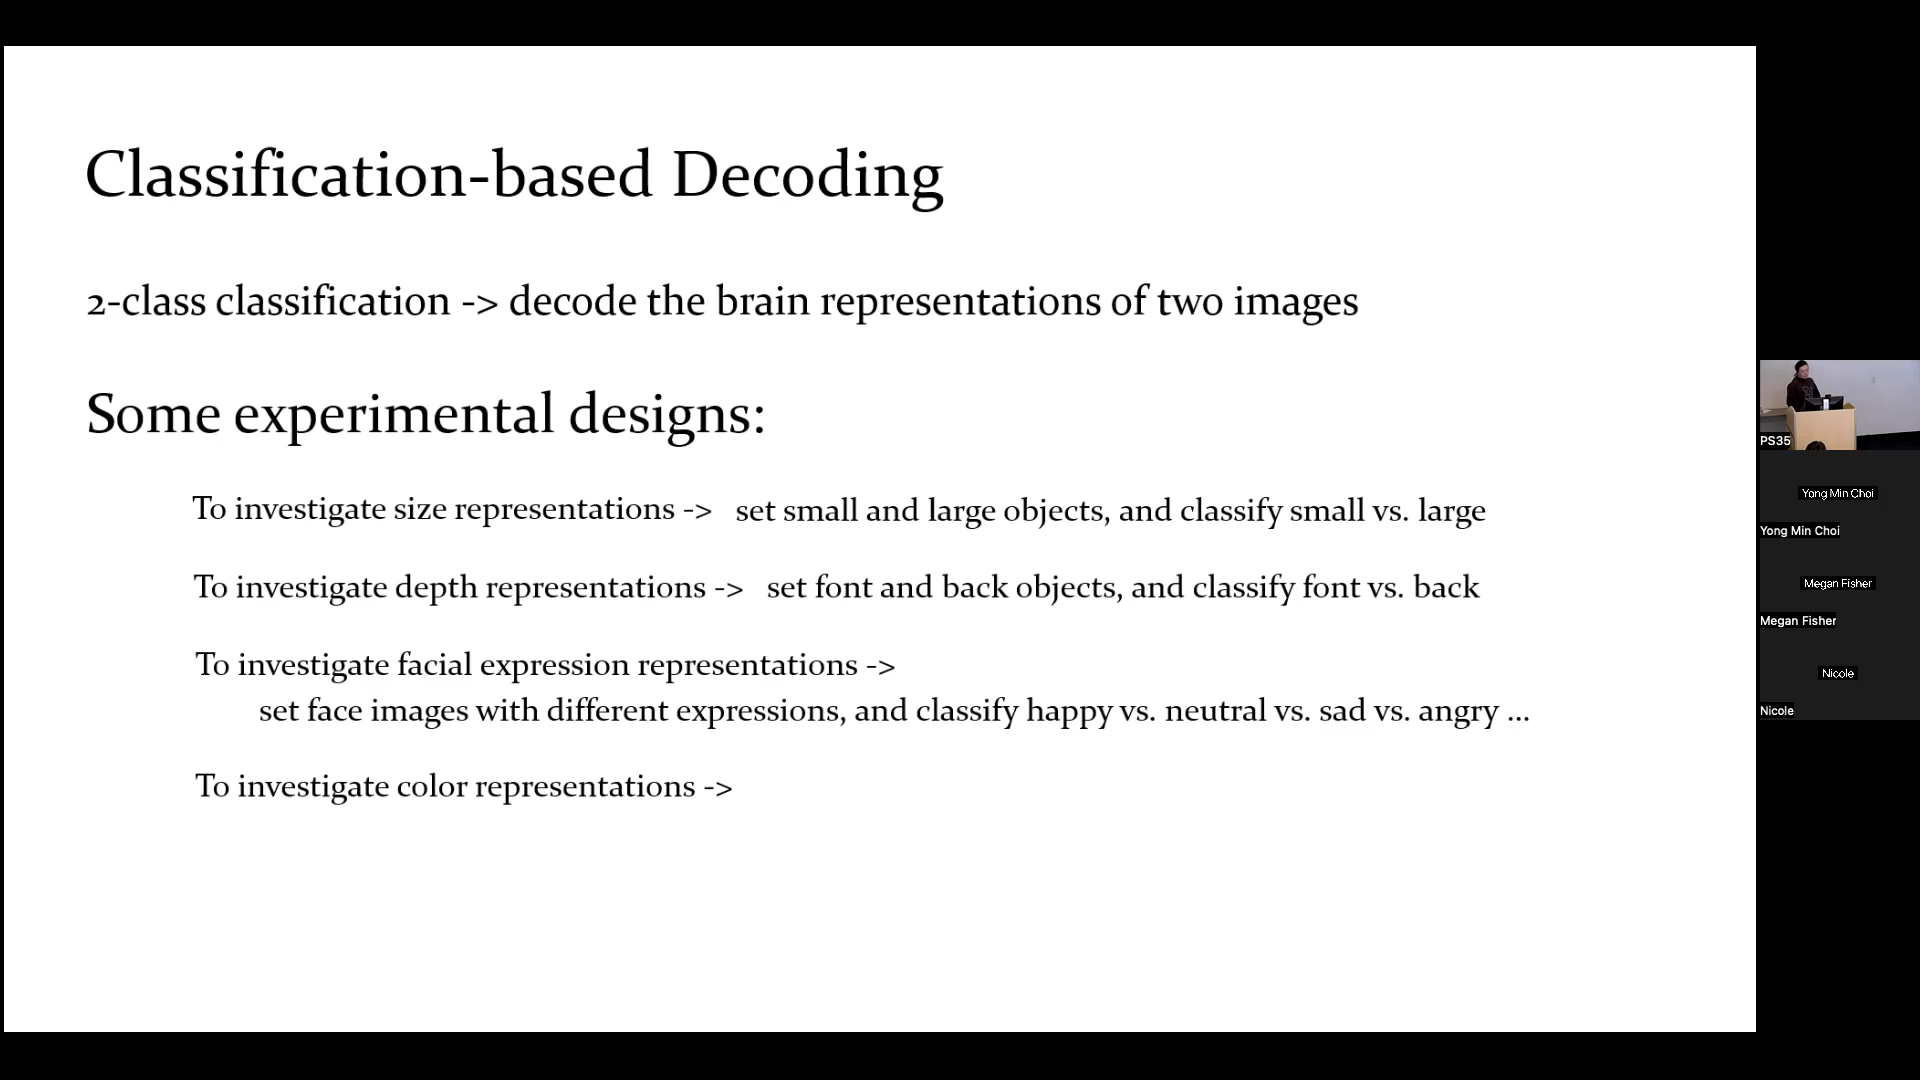 Classification-based Decoding
2-class classification -> decode the brain representations of two images
Some experimental designs:
To investigate size representations -> set small and large objects, and classify small vs. large
To investigate depth representations -> set font and back objects, and classify font vs. back
To investigate facial expression representations ->
set face images with different expressions, and classify happy vs. neutral vs. sad vs. angry ...
To investigate color representations ->
PS35
Yong Min Choi
Yong Min Choi
Megan Fisher
Megan Fisher
Nicole
Nicole